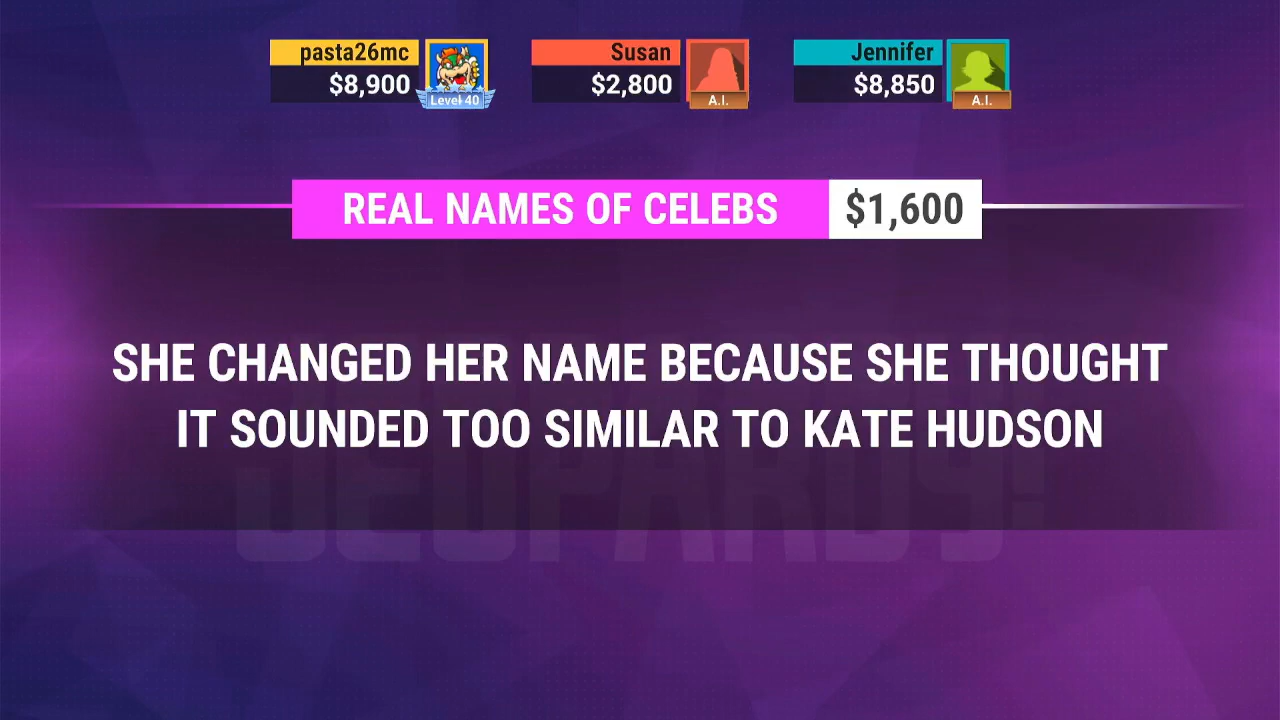 pasta26mc
$8,900
Level 40
Susan
$2,800
A.I.
Jennifer
$8,850
A.I.
REAL NAMES OF CELEBS
$1,600
SHE CHANGED HER NAME BECAUSE SHE THOUGHT
IT SOUNDED TOO SIMILAR TO KATE HUDSON
JEOPARDY!